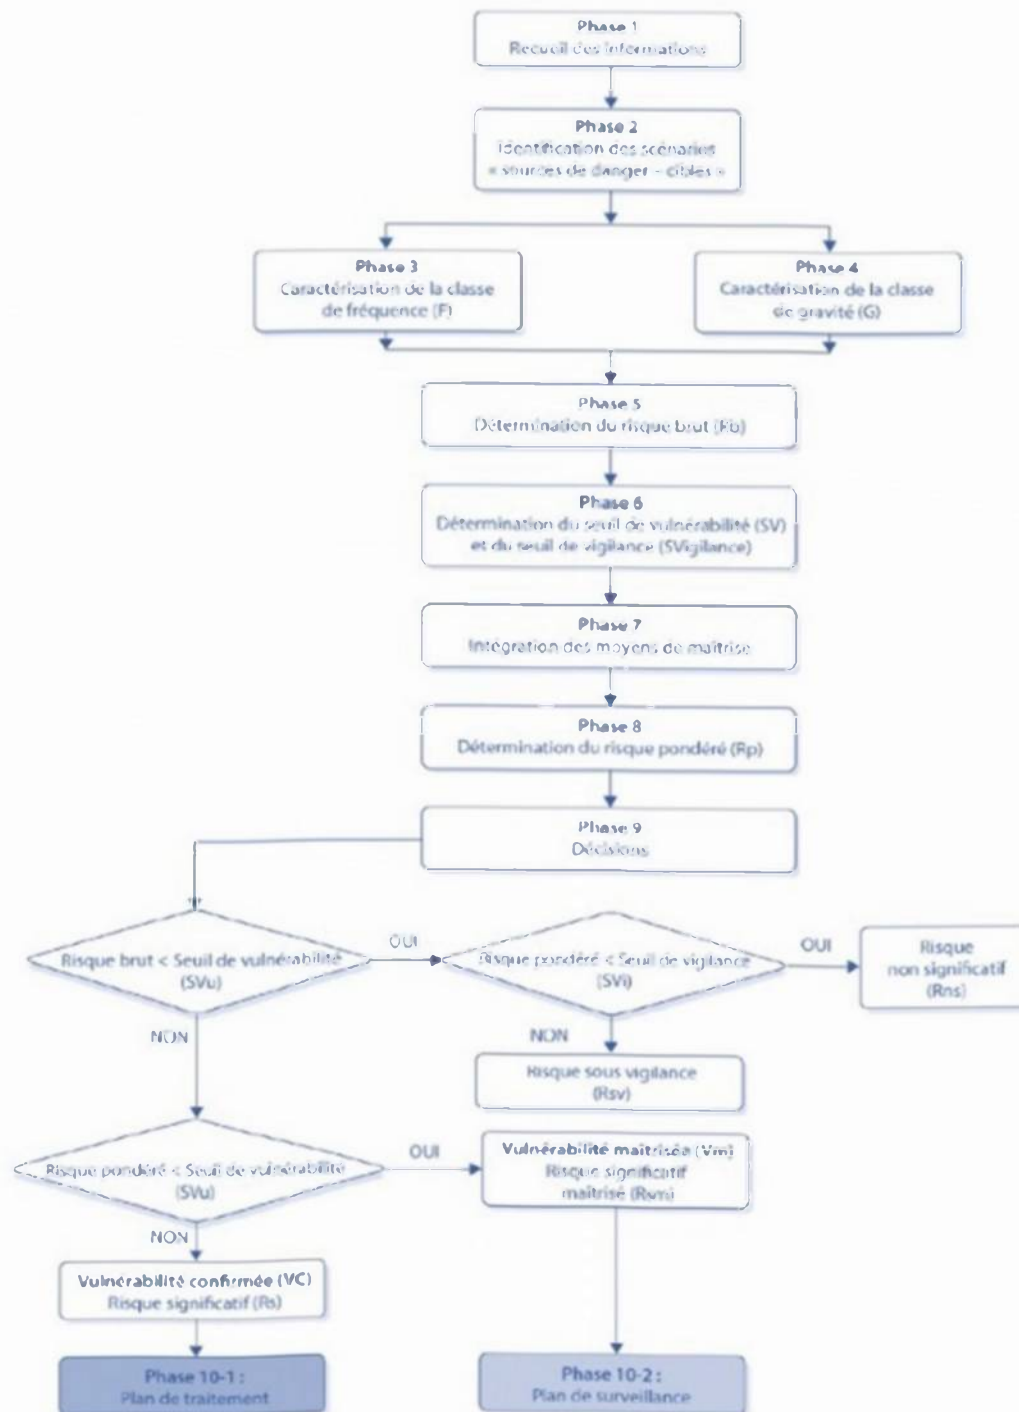 Phase 1
Recueil des informations
Phase 2
Identification des scénarios
« sources de danger – cibles »
Phase 3
Caractérisation de la classe
de fréquence (F)
Phase 4
Caractérisation de la classe
de gravité (G)
Phase 5
Détermination du risque brut (Rb)
Phase 6
Détermination du seuil de vulnérabilité (SV)
et du seuil de vigilance (SVigilance)
Phase 7
Intégration des moyens de maîtrise
Phase 8
Détermination du risque pondéré (Rp)
Phase 9
Décisions
Risque brut < Seuil de vulnérabilité
(SVu)
OUI
Risque pondéré < Seuil de vigilance
(SVi)
OUI
Risque
non significatif
(Rns)
NON
NON
Risque sous vigilance
(Rsv)
Risque pondéré < Seuil de vulnérabilité
(SVu)
OUI
Vulnérabilité maîtrisée (Vm)
Risque significatif
maîtrisé (Rsm)
NON
Vulnérabilité confirmée (VC)
Risque significatif (Rs)
Phase 10-1 :
Plan de traitement
Phase 10-2 :
Plan de surveillance